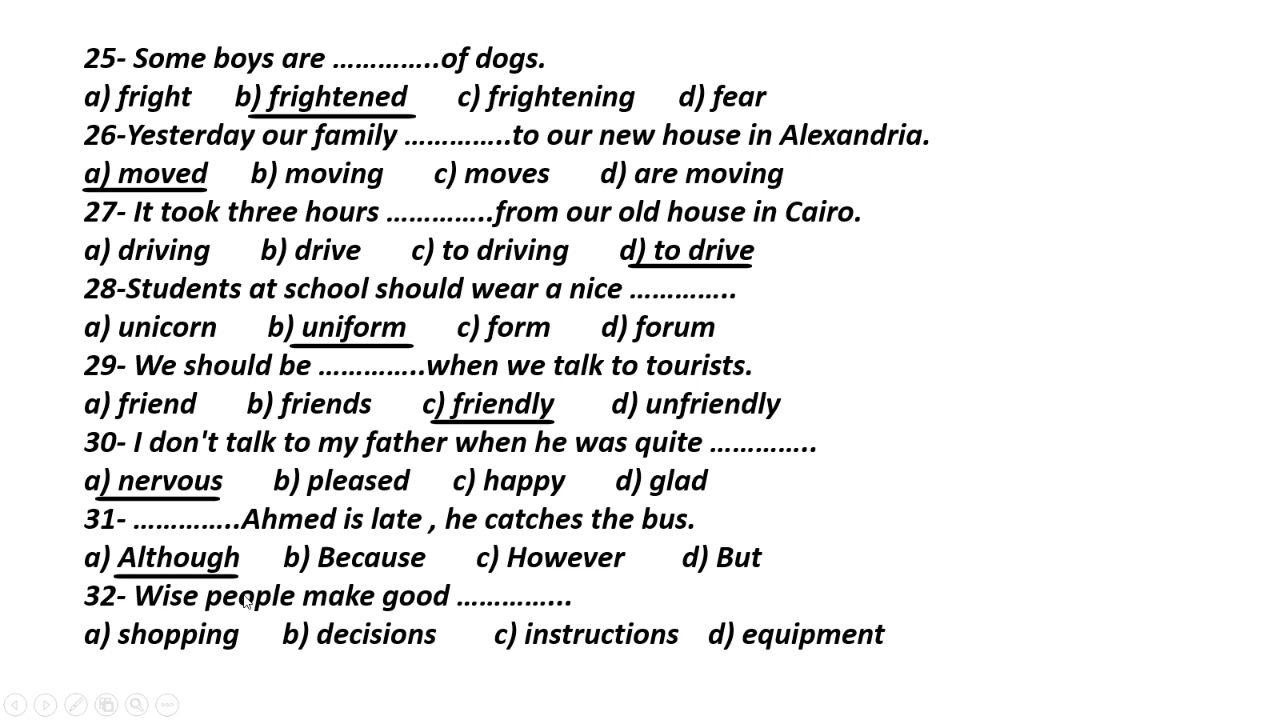 25- Some boys are …………..of dogs.
a) fright b) frightened c) frightening d) fear
26-Yesterday our family …………..to our new house in Alexandria.
a) moved b) moving c) moves d) are moving
27- It took three hours …………..from our old house in Cairo.
a) driving b) drive c) to driving d) to drive
28-Students at school should wear a nice …………..
a) unicorn b) uniform c) form d) forum
29- We should be …………..when we talk to tourists.
a) friend b) friends c) friendly d) unfriendly
30- I don't talk to my father when he was quite …………..
a) nervous b) pleased c) happy d) glad
31- …………..Ahmed is late , he catches the bus.
a) Although b) Because c) However d) But
32- Wise people make good …………...
a) shopping b) decisions c) instructions d) equipment